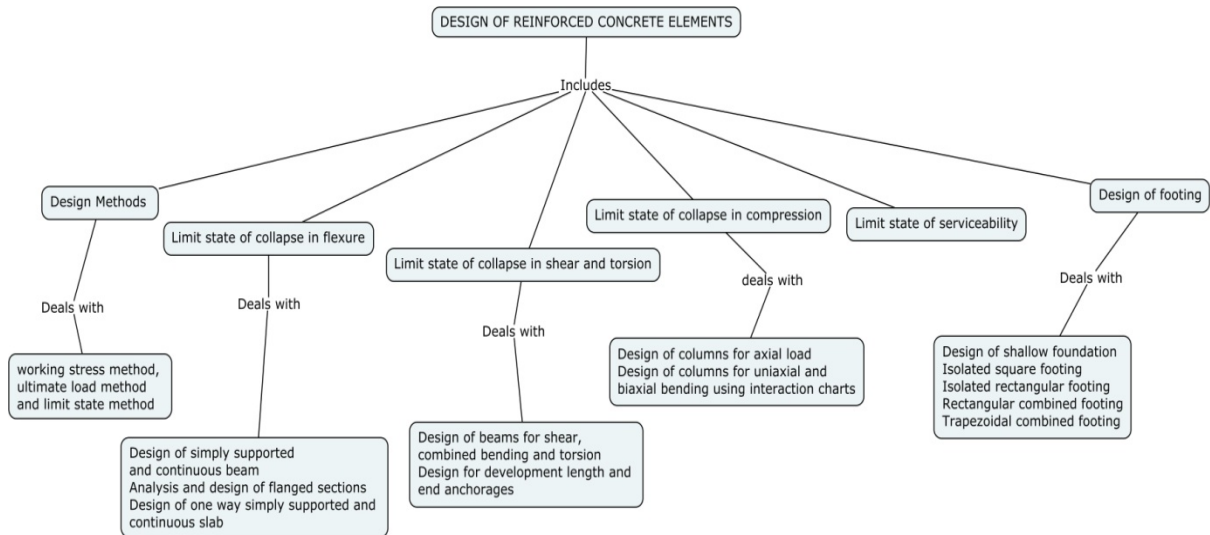 DESIGN OF REINFORCED CONCRETE ELEMENTS
Includes
Design Methods
Deals with
working stress method,
ultimate load method
and limit state method
Limit state of collapse in flexure
Deals with
Design of simply supported
and continuous beam
Analysis and design of flanged sections
Design of one way simply supported and
continuous slab
Limit state of collapse in shear and torsion
Deals with
Design of beams for shear,
combined bending and torsion
Design for development length and
end anchorages
Limit state of collapse in compression
deals with
Design of columns for axial load
Design of columns for uniaxial and
biaxial bending using interaction charts
Limit state of serviceability
Design of footing
Deals with
Design of shallow foundation
Isolated square footing
Isolated rectangular footing
Rectangular combined footing
Trapezoidal combined footing